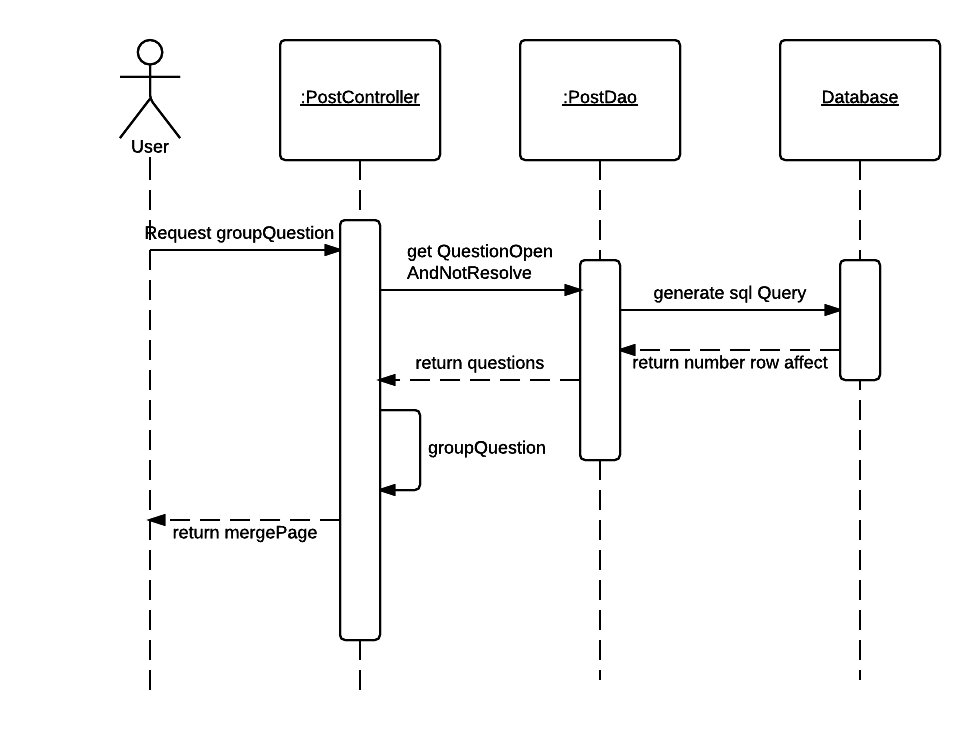 User
:PostController
:PostDao
Database
Request groupQuestion
get QuestionOpen
AndNotResolve
generate sql Query
return number row affect
return questions
groupQuestion
return mergePage